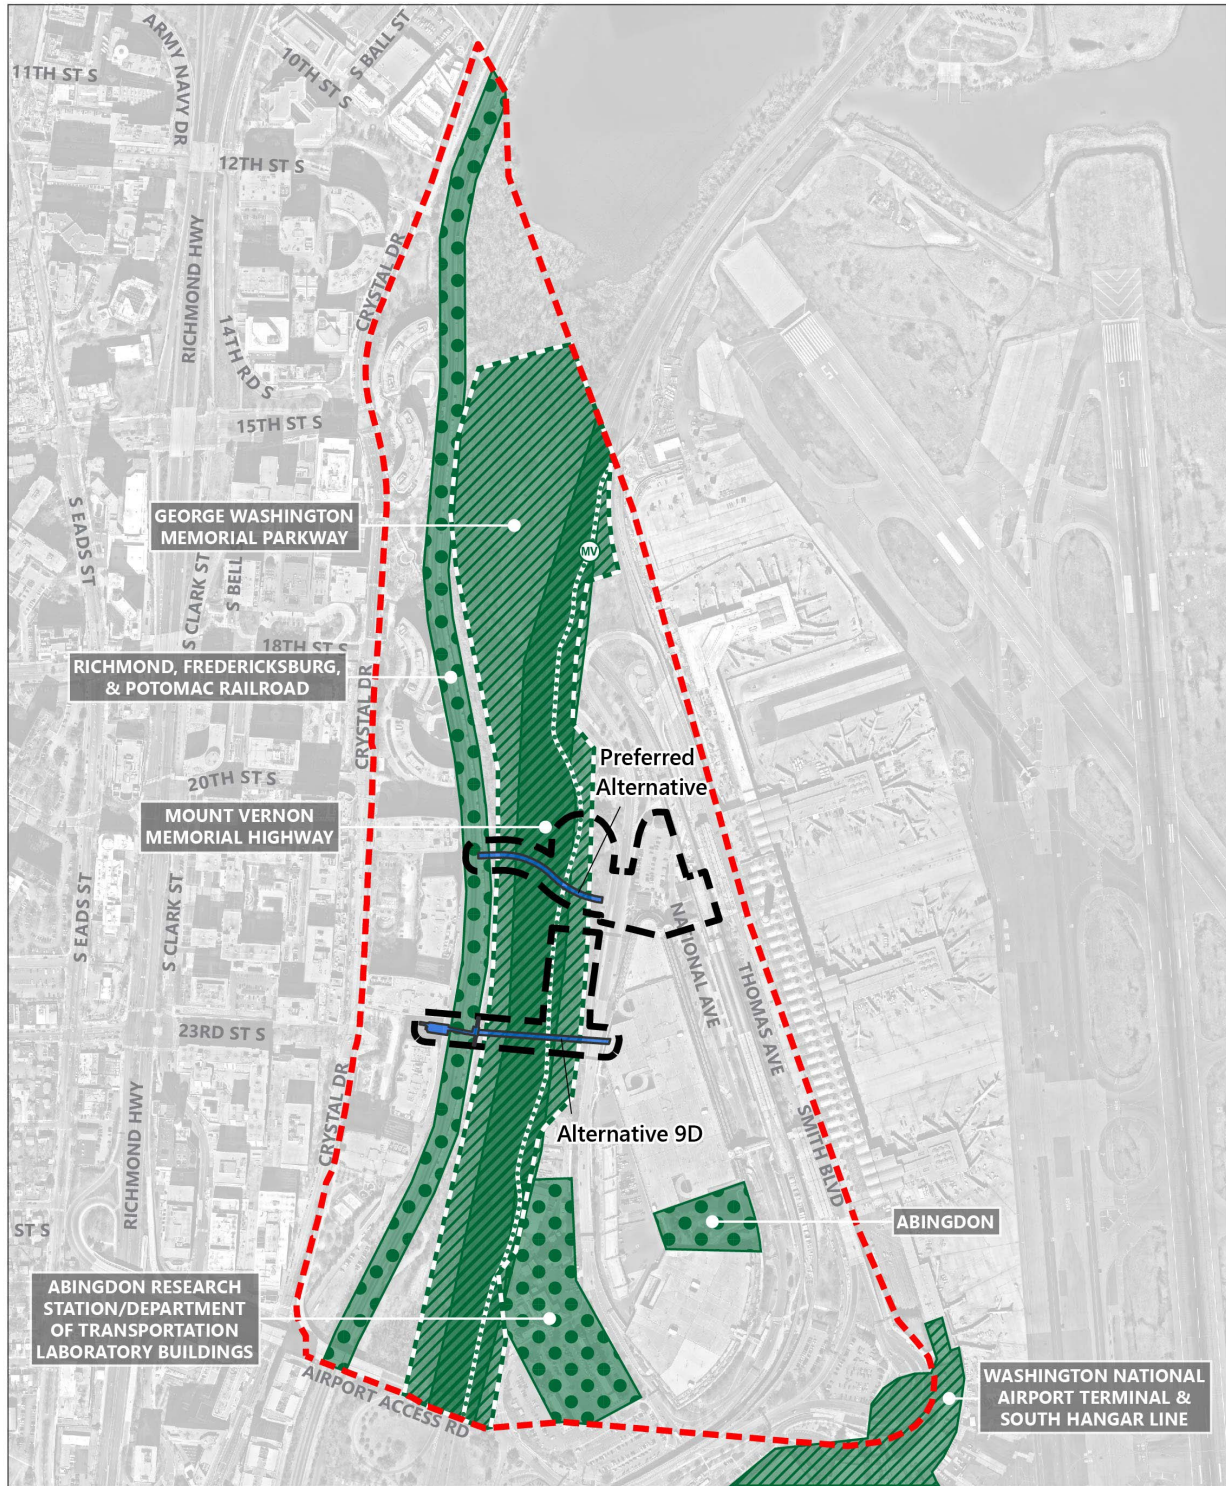 ARMY NAVY DR
S BALL ST
10TH ST S
11TH ST S
12TH ST S
RICHMOND HWY
CRYSTAL DR
14TH RD S
15
15
15TH ST S
S EADS ST
GEORGE WASHINGTON
MEMORIAL PARKWAY
MV
S CLARK ST
S BELL S
18TH ST S
RICHMOND, FREDERICKSBURG,
& POTOMAC RAILROAD
CRYSTAL DR
20TH ST S
Preferred
Alternative
MOUNT VERNON
MEMORIAL HIGHWAY
S EADS ST
S CLARK ST
NATIONAL AVE
THOMAS AVE
23RD ST S
CRYSTAL DR
RICHMOND HWY
Alternative 9D
SMITH BLVD
ST S
ABINGDON
ABINGDON RESEARCH
STATION/DEPARTMENT
OF TRANSPORTATION
LABORATORY BUILDINGS
AIRPORT ACCESS RD
WASHINGTON NATIONAL
AIRPORT TERMINAL &
SOUTH HANGAR LINE